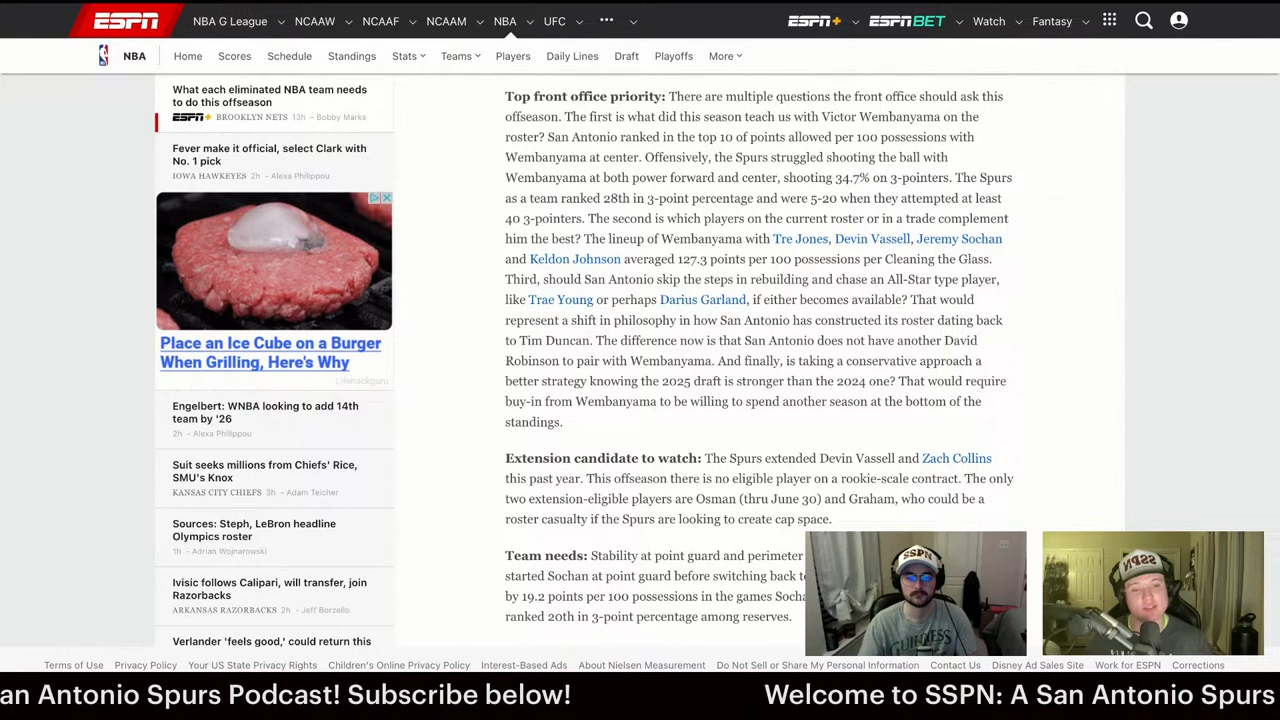 ESPN
NBA G League
NCAAW
NCAAF
NCAAM
NBA
UFC
ESPN+
ESPN BET
Watch
Fantasy
NBA
Home
Scores
Schedule
Standings
Stats
Teams
Players
Daily Lines
Draft
Playoffs
More
What each eliminated NBA team needs
to do this offseason
ESPN+ BROOKLYN NETS 13h - Bobby Marks
Fever make it official, select Clark with
No. 1 pick
IOWA HAWKEYES 2h - Alexa Philippou
Place an Ice Cube on a Burger
When Grilling, Here's Why
Engelbert: WNBA looking to add 14th
team by '26
2h - Alexa Philippou
Suit seeks millions from Chiefs' Rice,
SMU's Knox
KANSAS CITY CHIEFS 3h - Adam Teicher
Sources: Steph, LeBron headline
Olympics roster
1h - Adrian Wojnarowski
Ivisic follows Calipari, will transfer, join
Razorbacks
ARKANSAS RAZORBACKS 2h - Jeff Borzello
Verlander 'feels good,' could return this
Top front office priority: There are multiple questions the front office should ask this
offseason. The first is what did this season teach us with Victor Wembanyama on the
roster? San Antonio ranked in the top 10 of points allowed per 100 possessions with
Wembanyama at center. Offensively, the Spurs struggled shooting the ball with
Wembanyama at both power forward and center, shooting 34.7% on 3-pointers. The Spurs
as a team ranked 28th in 3-point percentage and were 5-20 when they attempted at least
40 3-pointers. The second is which players on the current roster or in a trade complement
him the best? The lineup of Wembanyama with Tre Jones, Devin Vassell, Jeremy Sochan
and Keldon Johnson averaged 127.3 points per 100 possessions per Cleaning the Glass.
Third, should San Antonio skip the steps in rebuilding and chase an All-Star type player,
like Trae Young or perhaps Darius Garland, if either becomes available? That would
represent a shift in philosophy in how San Antonio has constructed its roster dating back
to Tim Duncan. The difference now is that San Antonio does not have another David
Robinson to pair with Wembanyama. And finally, is taking a conservative approach a
better strategy knowing the 2025 draft is stronger than the 2024 one? That would require
buy-in from Wembanyama to be willing to spend another season at the bottom of the
standings.
Extension candidate to watch: The Spurs extended Devin Vassell and Zach Collins
this past year. This offseason there is no eligible player on a rookie-scale contract. The only
two extension-eligible players are Osman (thru June 30) and Graham, who could be a
roster casualty if the Spurs are looking to create cap space.
Team needs: Stability at point guard and perimeter
started Sochan at point guard before switching back to
by 19.2 points per 100 possessions in the games Socha
ranked 20th in 3-point percentage among reserves.
SSPN
SSPN
GUINNESS
Terms of Use
Privacy Policy
Your US State Privacy Rights
Children's Online Privacy Policy
Interest-Based Ads
About Nielsen Measurement
Do Not Sell or Share My Personal Information
Contact Us
Disney Ad Sales Site
Work for ESPN
Corrections
an Antonio Spurs Podcast! Subscribe below!
Welcome to SSPN: A San Antonio Spurs